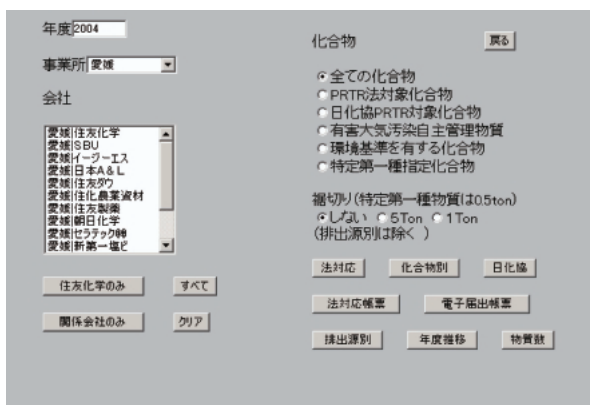 年度2004
事業所 愛媛
会社
愛媛|住友化学
愛媛|SBU
愛媛|イージーエス
愛媛|日本A&L
愛媛|住友ダウ
愛媛|住化農業資材
愛媛|住友製薬
愛媛|朝日化学
愛媛|セラテック
愛媛|新第一塩ビ
住友化学のみ すべて
関係会社のみ クリア
化合物 戻る
全ての化合物
PRTR法対象化合物
日化協PRTR対象化合物
有害大気汚染自主管理物質
環境基準を有する化合物
特定第一種指定化合物
裾切り(特定第一種物質は0.5ton)
しない 5Ton 1Ton
(排出源別は除く )
法対応 化合物別 日化協
法対応帳票 電子届出帳票
排出源別 年度推移 物質数